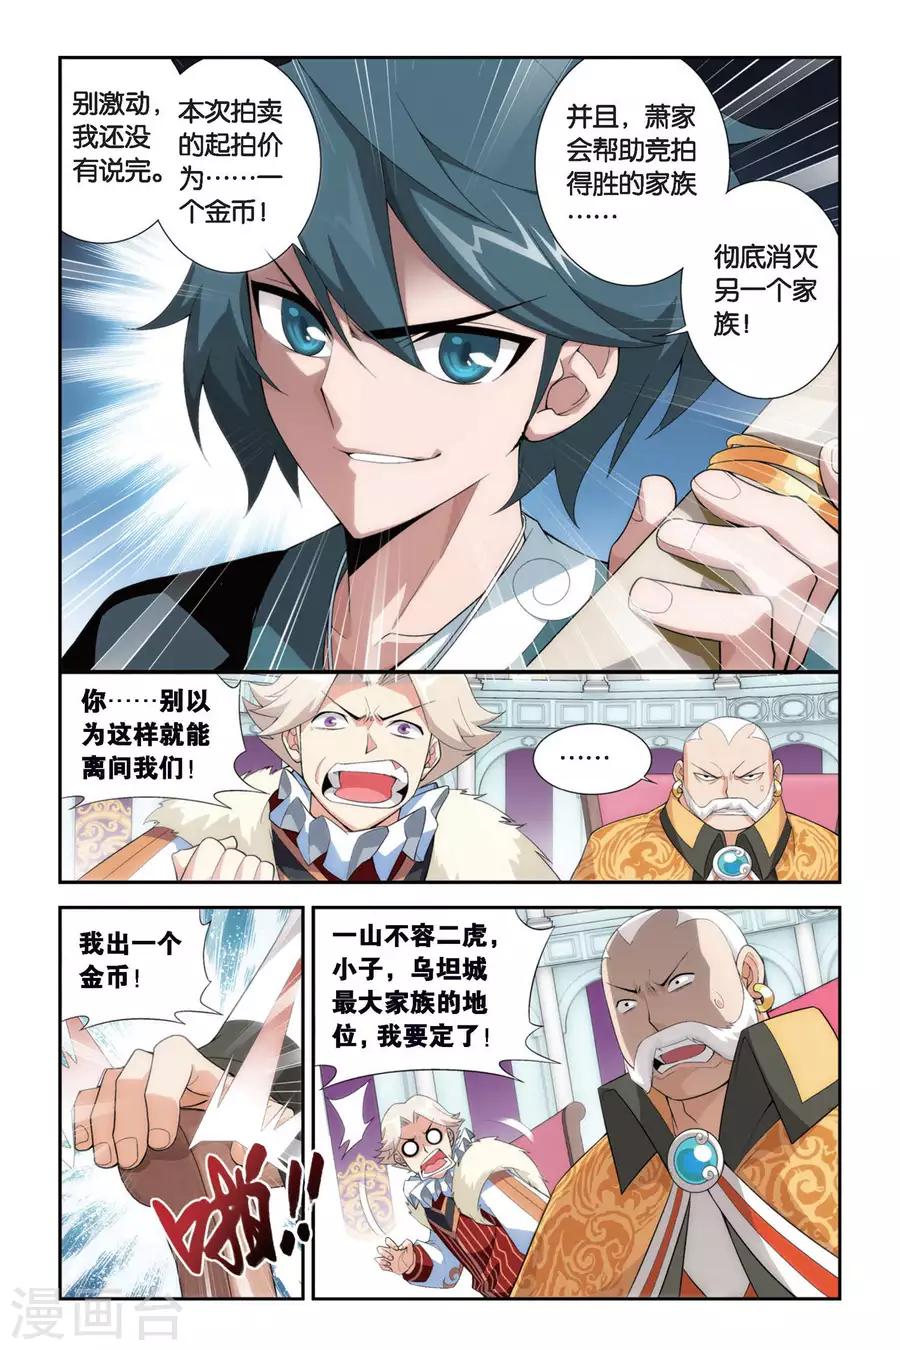 别激动，
我还没
有说完。
本次拍卖
的起拍价
为……一
个金币！
并且，萧家
会帮助竞拍
得胜的家族
……
彻底消灭
另一个家
族！
你……别以
为这样就能
离间我们！
……
我出一个
金币！
啪!!
一山不容二虎，
小子，乌坦城
最大家族的地
位，我要定了！
漫画台